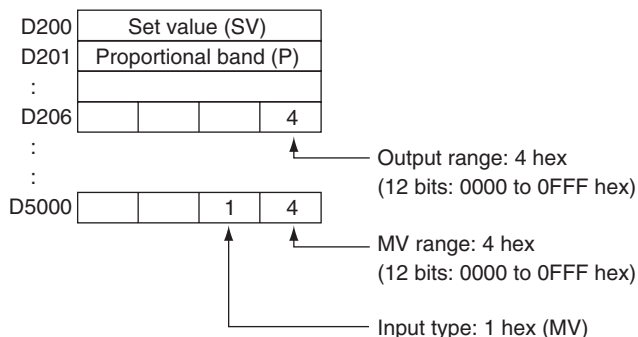 D200 Set value (SV)
D201 Proportional band (P)
:
D206 4
:
Output range: 4 hex
(12 bits: 0000 to 0FFF hex)
:
D5000 1 4
MV range: 4 hex
(12 bits: 0000 to 0FFF hex)
Input type: 1 hex (MV)